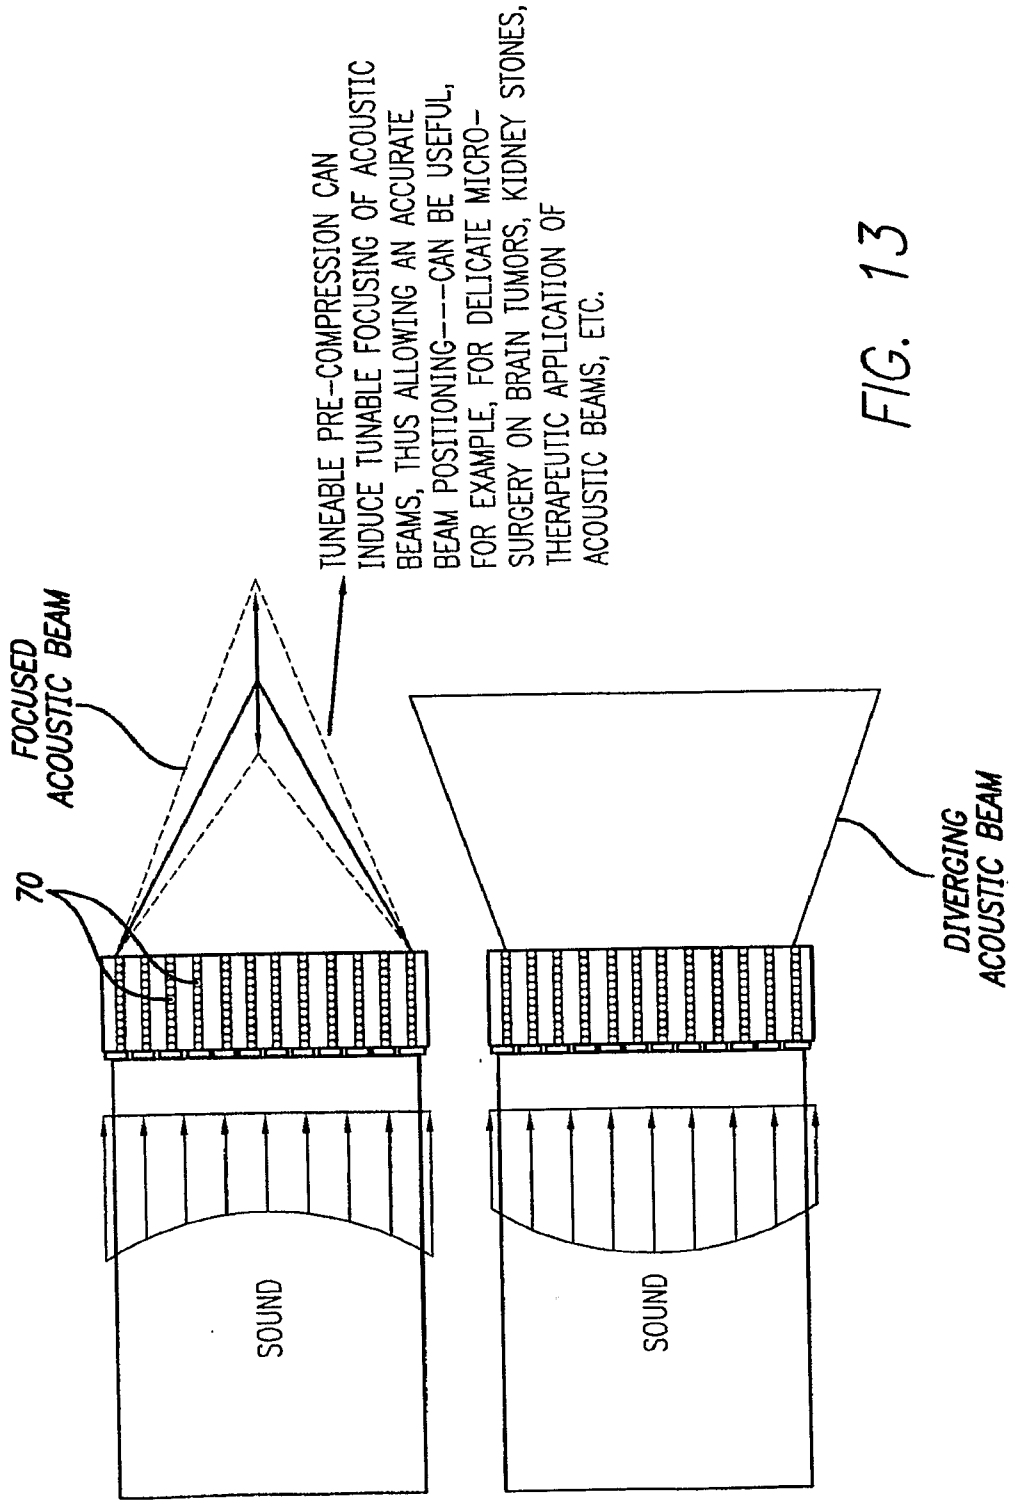 FOCUSED
ACOUSTIC BEAM
70
TUNEABLE PRE-COMPRESSION CAN
INDUCE TUNABLE FOCUSING OF ACOUSTIC
BEAMS, THUS ALLOWING AN ACCURATE
BEAM POSITIONING---CAN BE USEFUL,
FOR EXAMPLE, FOR DELICATE MICRO-
SURGERY ON BRAIN TUMORS, KIDNEY STONES,
THERAPEUTIC APPLICATION OF
ACOUSTIC BEAMS, ETC.
SOUND
SOUND
DIVERGING
ACOUSTIC BEAM
FIG. 13